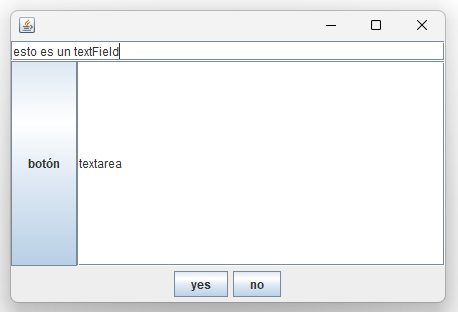 esto es un textField
botón
textarea
yes
no